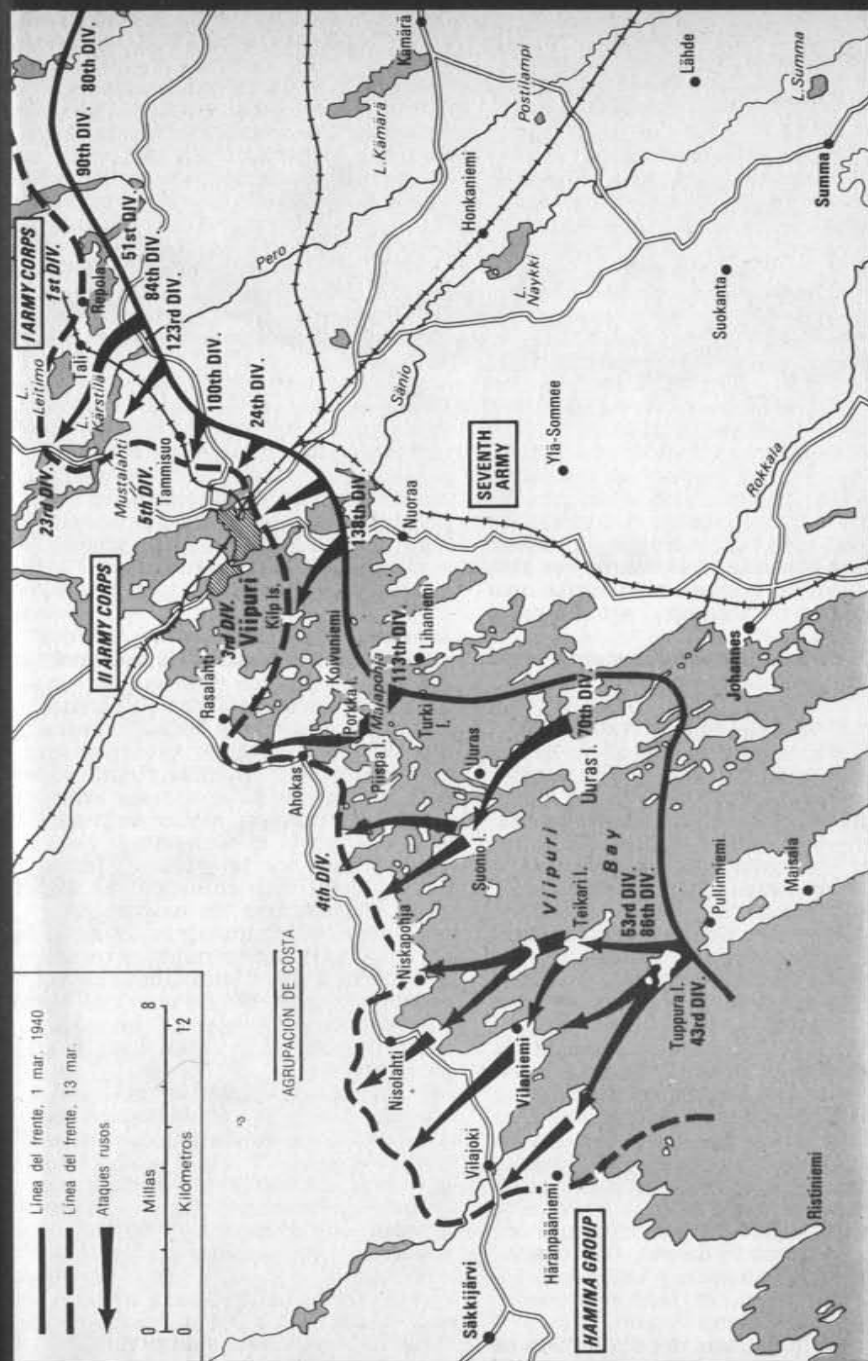 Línea del frente, 1 mar. 1940
Línea del frente, 13 mar.
Ataques rusos
Millas
0 8
Kilómetros
0 12
AGRUPACION DE COSTA
I ARMY CORPS
II ARMY CORPS
SEVENTH
ARMY
HAMINA GROUP
80th DIV.
90th DIV.
51st DIV.
84th DIV.
1st DIV.
123rd DIV.
100th DIV.
24th DIV.
138th DIV.
113th DIV.
70th DIV.
53rd DIV.
86th DIV.
43rd DIV.
23rd DIV.
5th DIV.
3rd DIV.
4th DIV.
Repola
Tali
L.
Leitimo
L.
Karstila
Mustalahti
Tammisuo
Viipuri
Kilp Is.
Rasalahti
Koivuniemi
Porkka I.
Majapohja
Piispa I.
Ahokas
Turki
I.
Lihaniemi
Nuoraa
Uuras
Uuras I.
Suonio I.
Niskapohja
Viipuri
Bay
Teikari I.
Nisolahti
Vilaniemi
Tuppura I.
Pullinniemi
Maisala
Johannes
Rokkala
Ylä-Sommee
Suokanta
Summa
L.Summa
Lähde
Postilampi
Kämärä
L.Kämärä
Honkaniemi
L.
Näykki
Pero
Sänio
Vilajoki
Häränpääniemi
Säkkijärvi
Ristiniemi